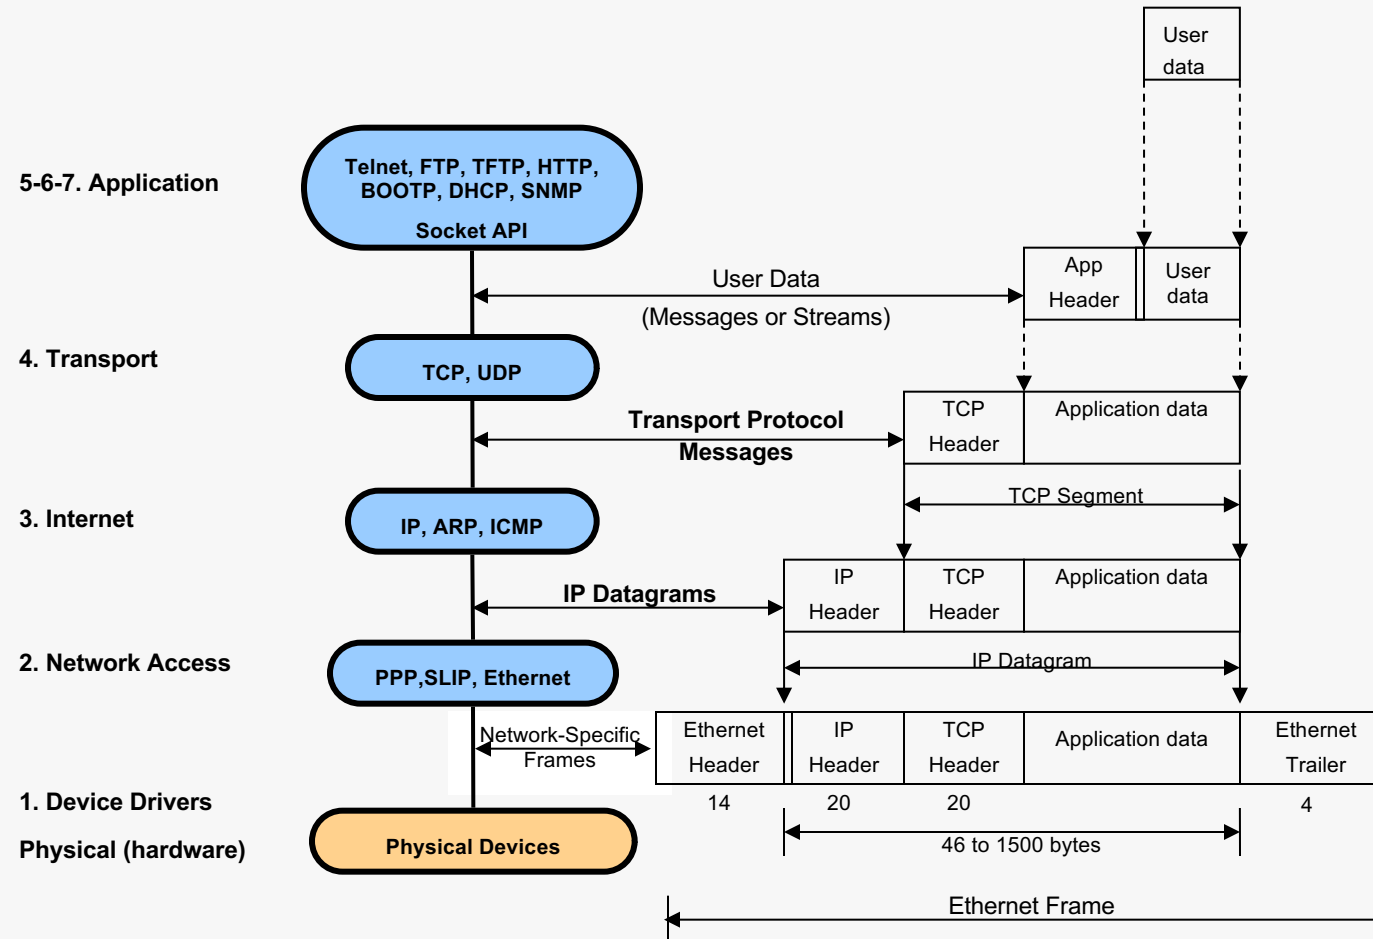 User
data
5-6-7. Application
Telnet, FTP, TFTP, HTTP,
BOOTP, DHCP, SNMP
Socket API
User Data
(Messages or Streams)
App
Header
User
data
4. Transport
TCP, UDP
Transport Protocol
Messages
TCP
Header
Application data
TCP Segment
3. Internet
IP, ARP, ICMP
IP Datagrams
IP
Header
TCP
Header
Application data
IP Datagram
2. Network Access
PPP,SLIP, Ethernet
Network-Specific
Frames
Ethernet
Header
IP
Header
TCP
Header
Application data
Ethernet
Trailer
14
20
20
4
46 to 1500 bytes
1. Device Drivers
Physical (hardware)
Physical Devices
Ethernet Frame